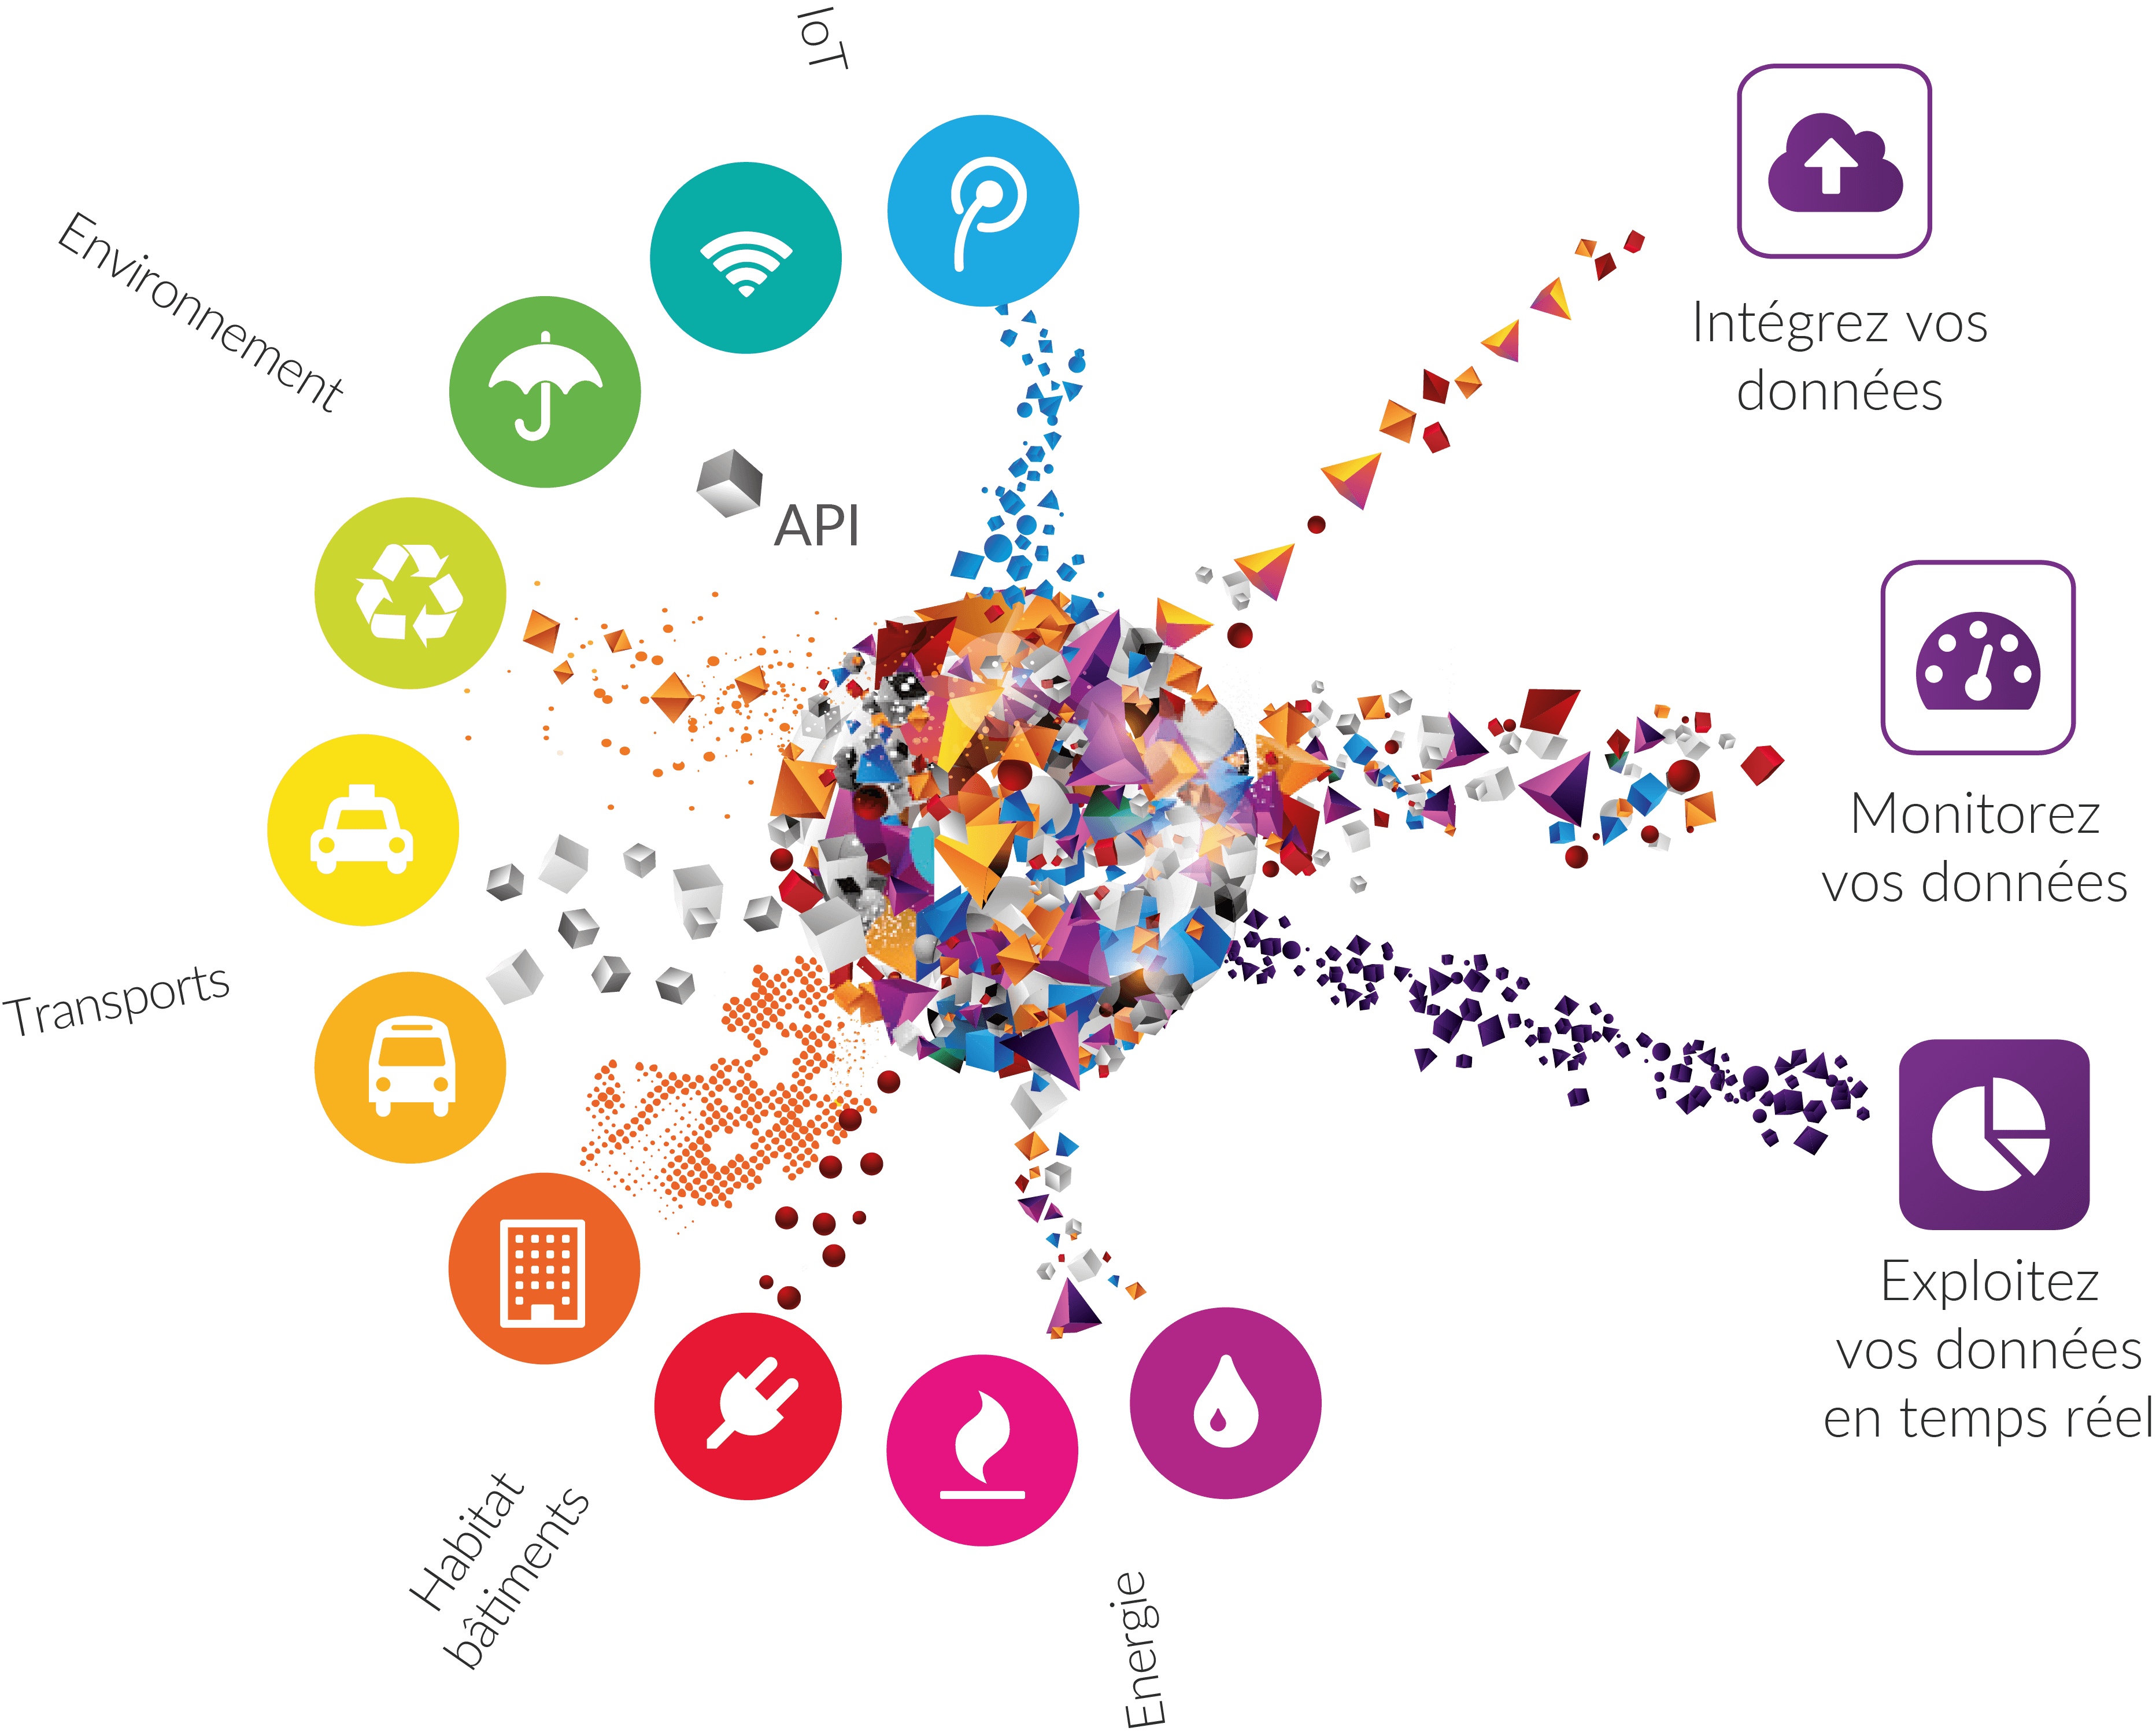 IoT
Environnement
API
Transports
Habitat
bâtiments
Energie
Intégrez vos
données
Monitorez
vos données
Exploitez
vos données
en temps réel